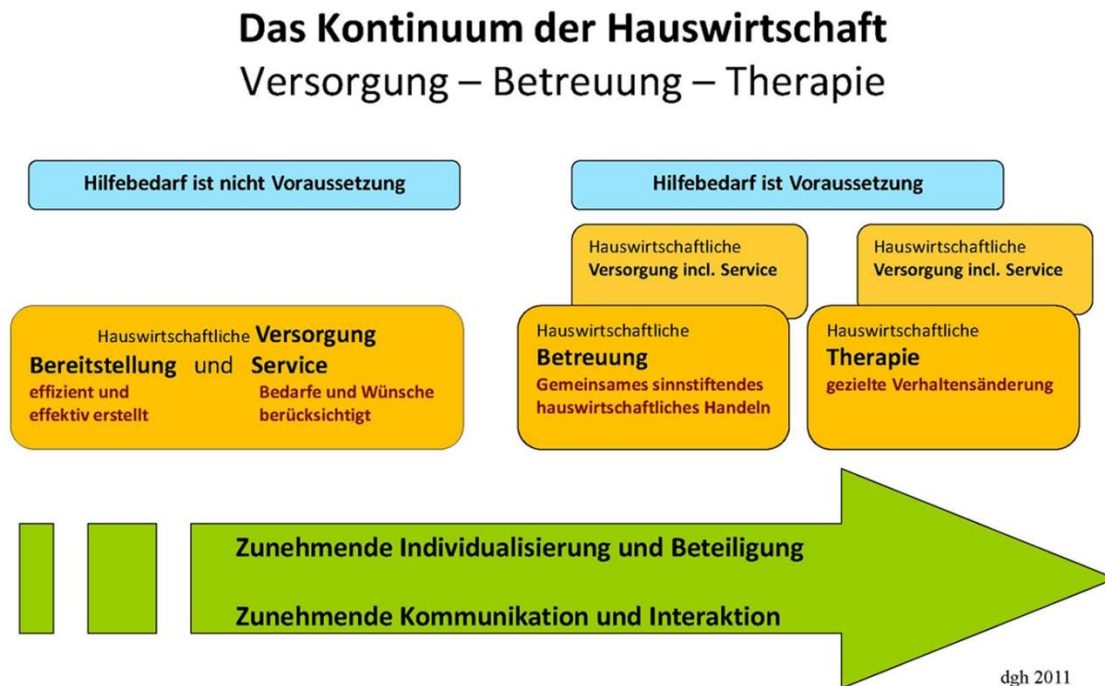 Das Kontinuum der Hauswirtschaft
Versorgung – Betreuung – Therapie
Hilfebedarf ist nicht Voraussetzung
Hilfebedarf ist Voraussetzung
Hauswirtschaftliche
Versorgung incl. Service
Hauswirtschaftliche
Versorgung incl. Service
Hauswirtschaftliche Versorgung
Bereitstellung und Service
effizient und
effektiv erstellt
Bedarfe und Wünsche
berücksichtigt
Hauswirtschaftliche
Betreuung
Gemeinsames sinnstiftendes
hauswirtschaftliches Handeln
Hauswirtschaftliche
Therapie
gezielte Verhaltensänderung
Zunehmende Individualisierung und Beteiligung
Zunehmende Kommunikation und Interaktion
dgh 2011